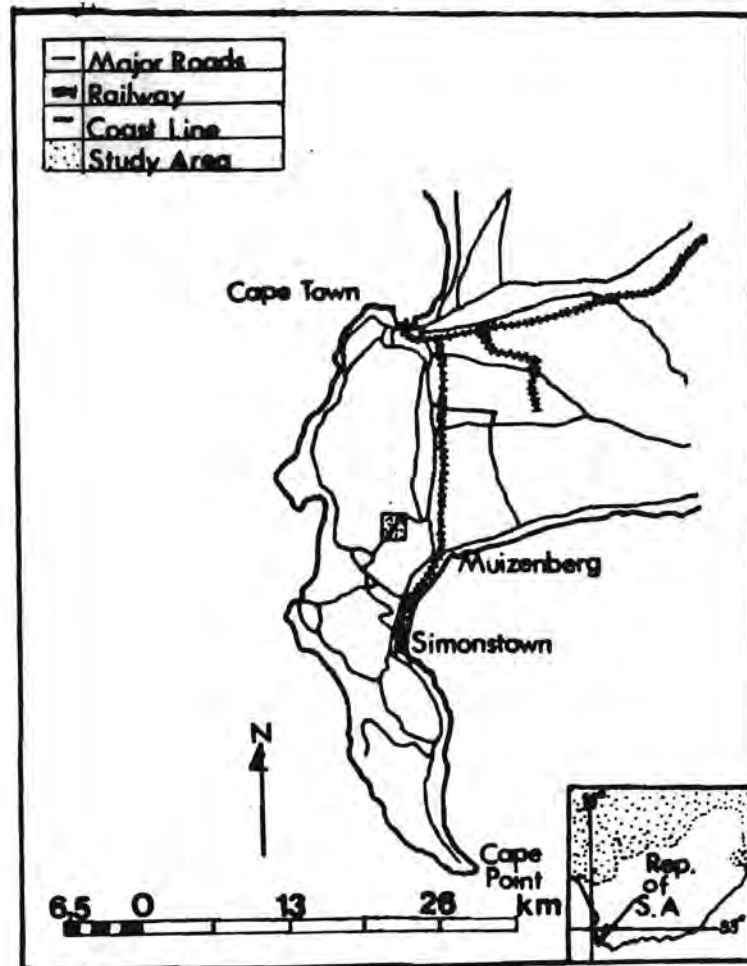 Major Roads
Railway
Coast Line
Study Area
Cape Town
Muizenberg
Simonstown
N
Cape
Point
6,5 0 13 26 km
Rep.
of
S.A